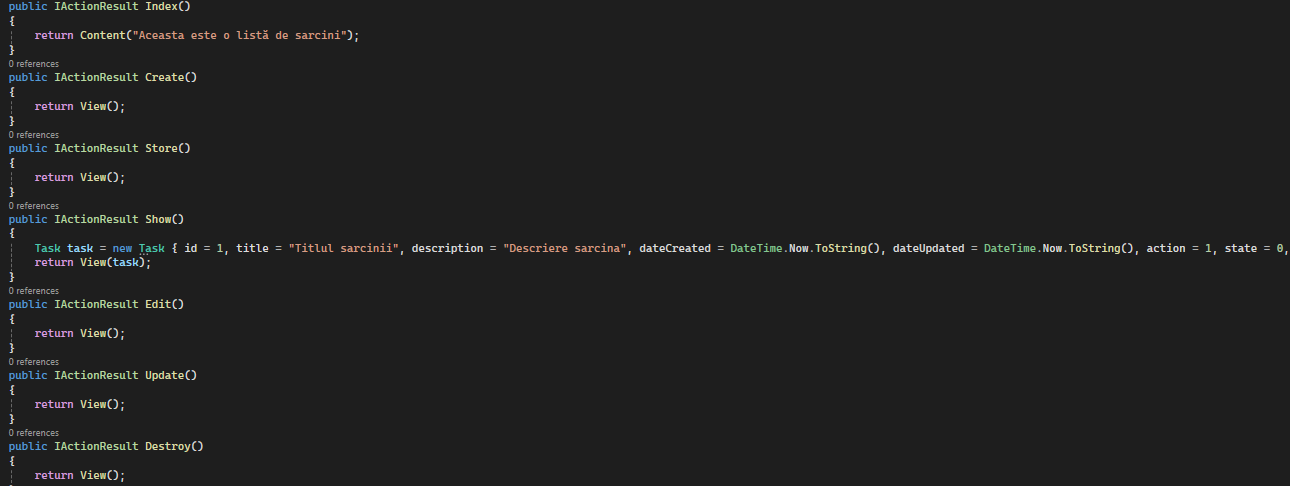 public IActionResult Index()
{
return Content("Aceasta este o listă de sarcini");
}
0 references
public IActionResult Create()
{
return View();
}
0 references
public IActionResult Store()
{
return View();
}
0 references
public IActionResult Show()
{
Task task = new Task { id = 1, title = "Titlul sarcinii", description = "Descriere sarcina", dateCreated = DateTime.Now.ToString(), dateUpdated = DateTime.Now.ToString(), action = 1, state = 0,
return View(task);
}
0 references
public IActionResult Edit()
{
return View();
}
0 references
public IActionResult Update()
{
return View();
}
0 references
public IActionResult Destroy()
{
return View();